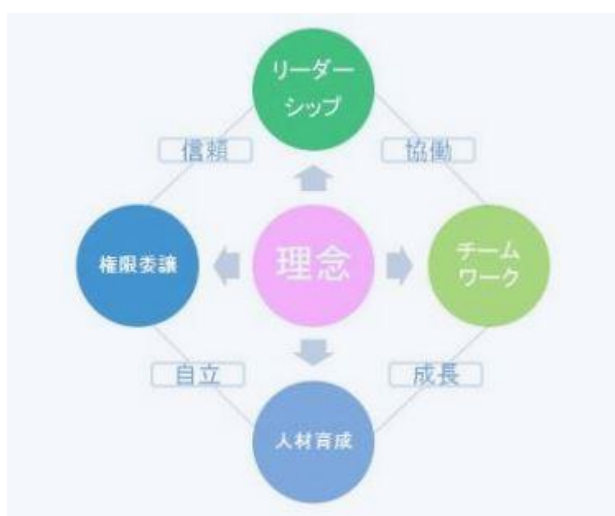 リーダー
シップ
信頼
協働
権限委譲
理念
チーム
ワーク
自立
成長
人材育成